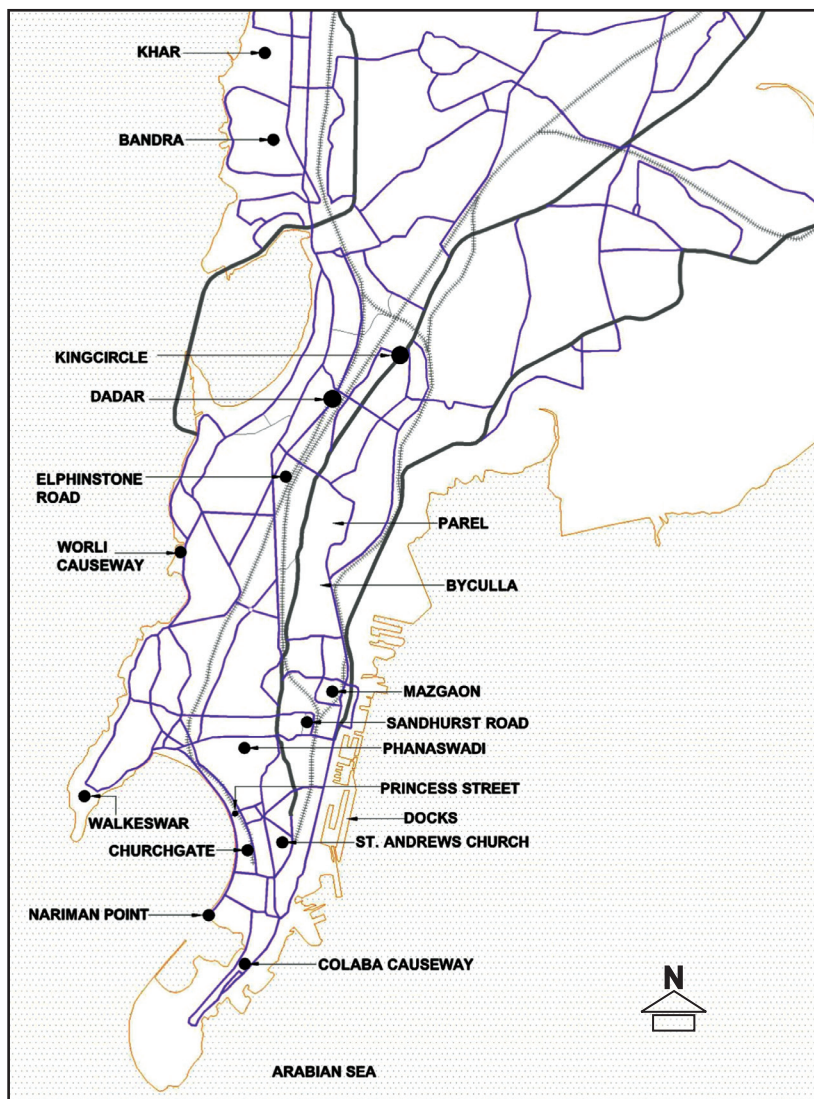 KHAR
BANDRA
KINGCIRCLE
DADAR
ELPHINSTONE
ROAD
PAREL
WORLI
CAUSEWAY
BYCULLA
MAZGAON
SANDHURST ROAD
PHANASWADI
PRINCESS STREET
WALKESWAR
DOCKS
ST. ANDREWS CHURCH
CHURCHGATE
NARIMAN POINT
COLABA CAUSEWAY
N
ARABIAN SEA